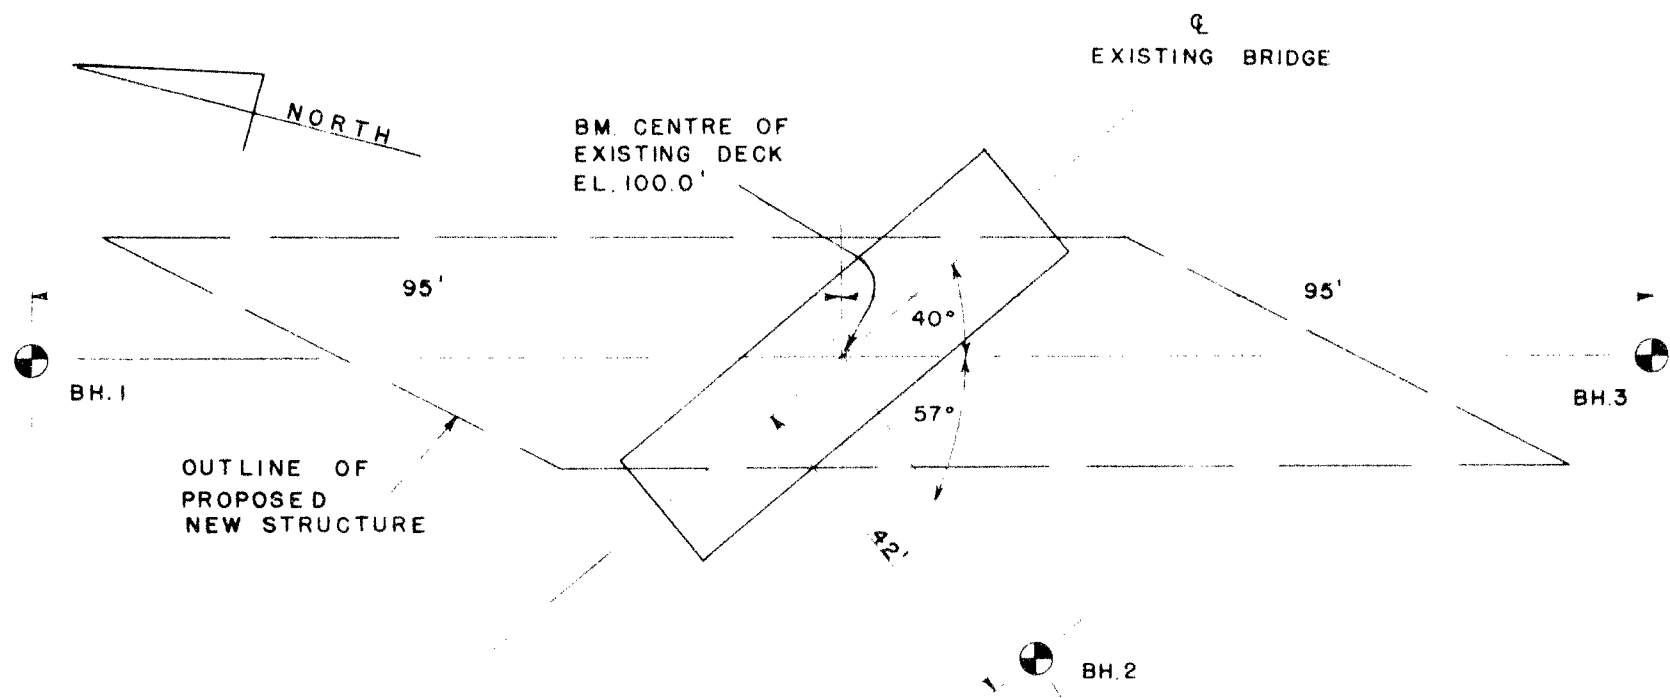 ℄
EXISTING BRIDGE
NORTH
BM. CENTRE OF
EXISTING DECK
EL. 100.0'
95'
95'
40°
57°
BH. 1
BH.3
OUTLINE OF
PROPOSED
NEW STRUCTURE
42'
BH. 2